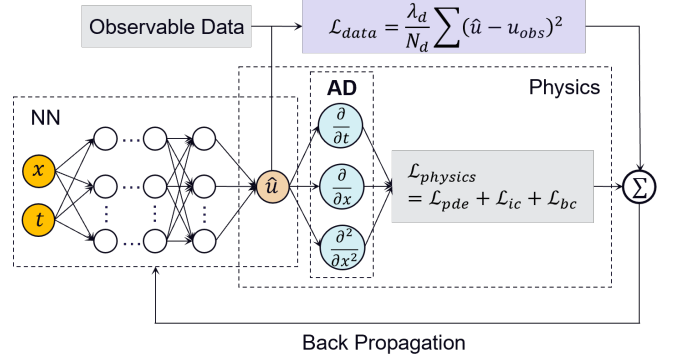 Observable Data
ℒ_data = λ_d/N_d ∑(û − u_obs)²
AD
Physics
NN
∂/∂t
x
û
∂/∂x
ℒ_physics
= ℒ_pde + ℒ_ic + ℒ_bc
∑
t
∂²/∂x²
Back Propagation